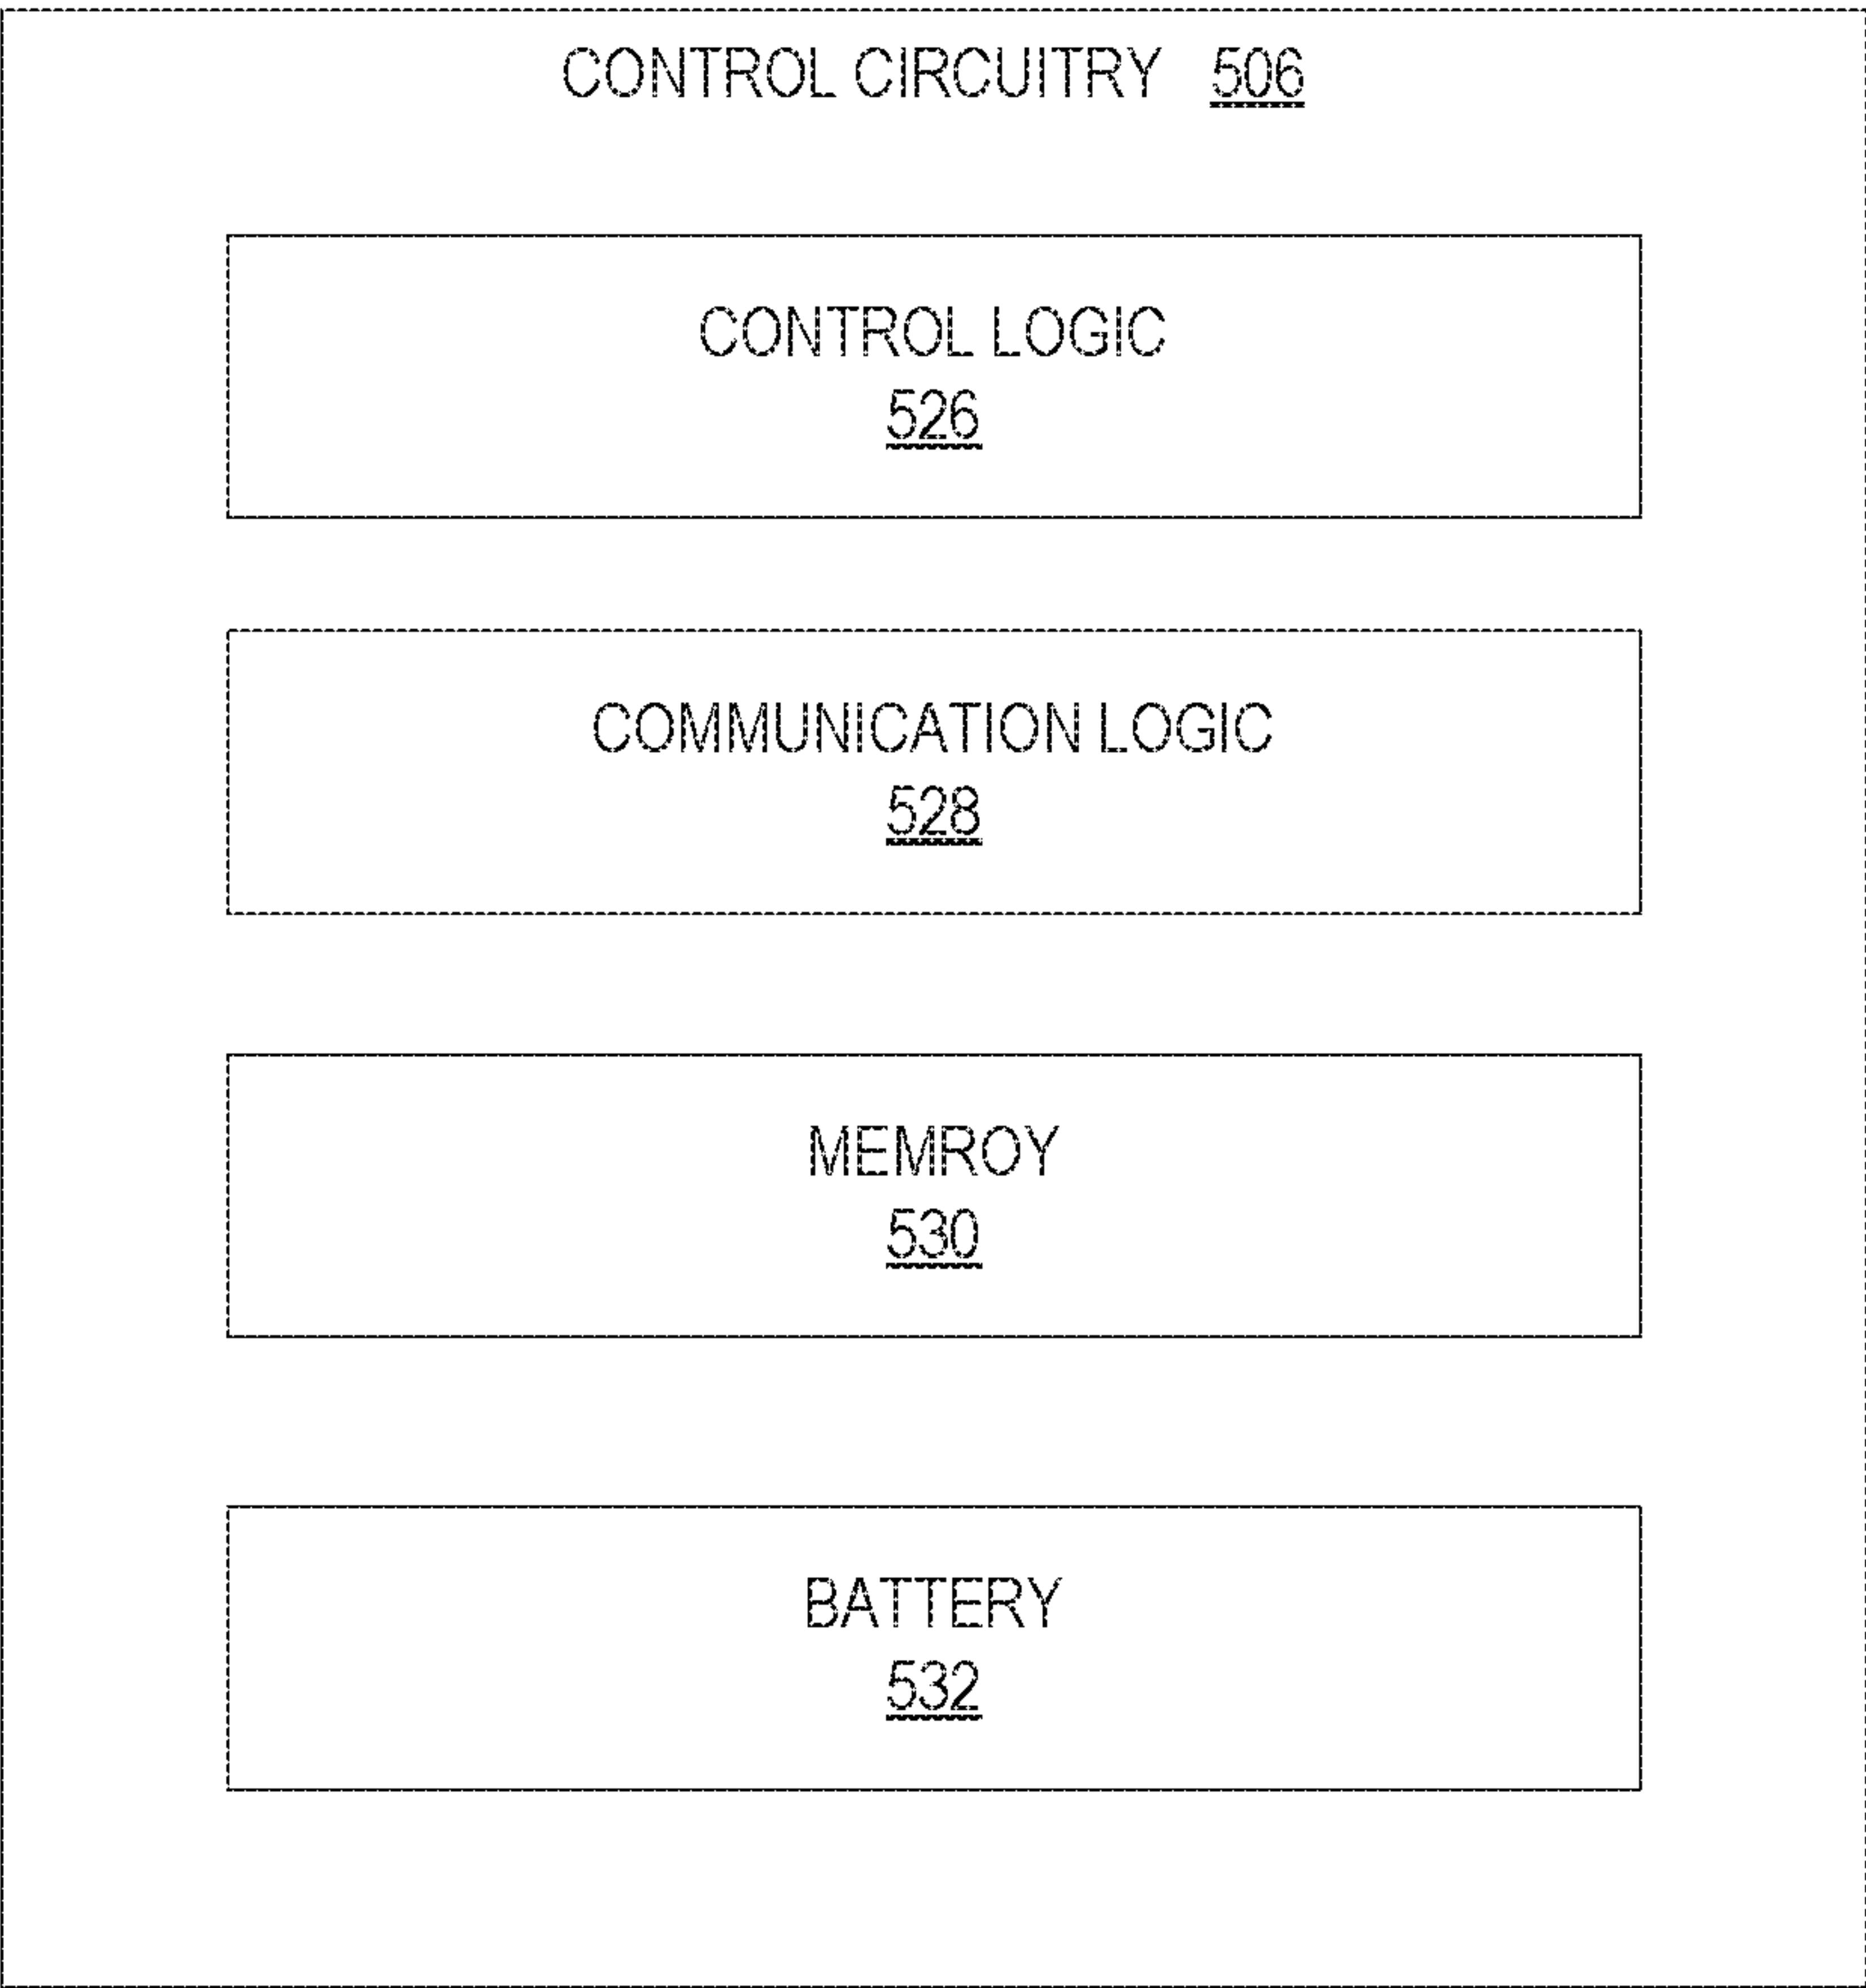 CONTROL CIRCUITRY 506
CONTROL LOGIC
526
COMMUNICATION LOGIC
528
MEMROY
530
BATTERY
532